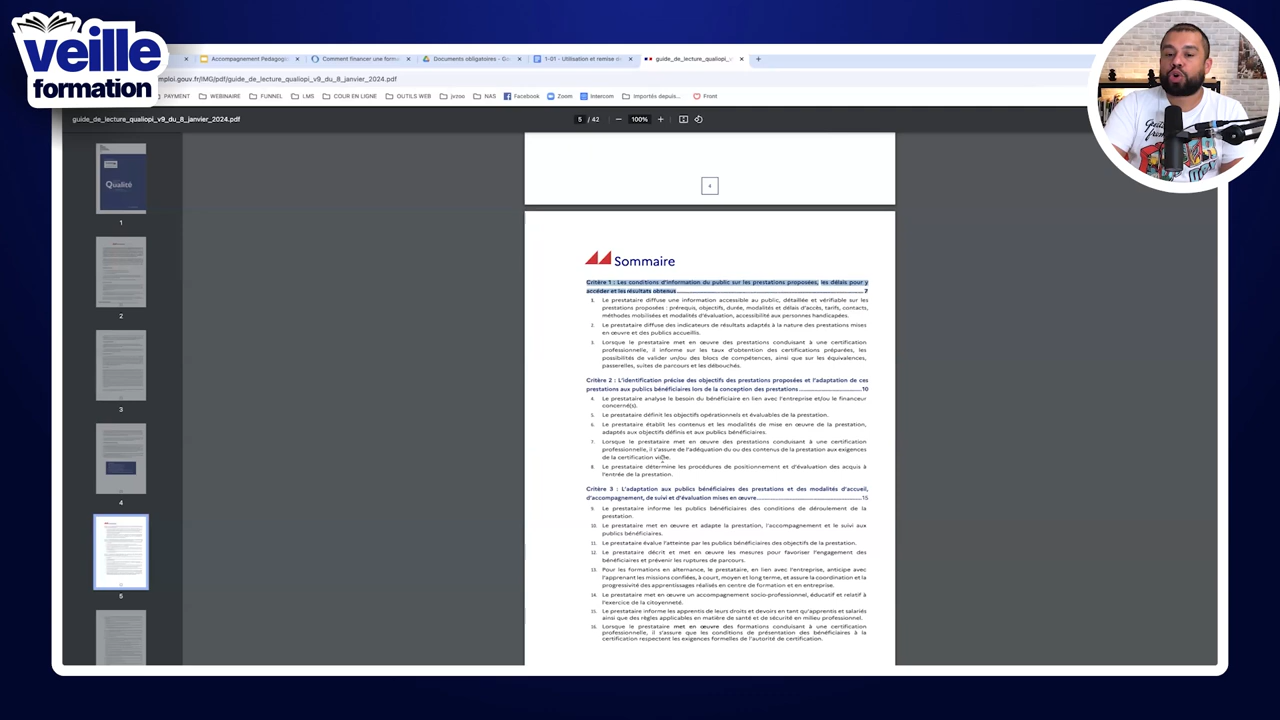 veille
formation
Accompagnement Pédagogi
Comment financer une forma
Documents obligatoires - Go
1-01 - Utilisation et remise du
guide_de_lecture_qualiopi_v
mploi.gouv.fr/IMG/pdf/guide_de_lecture_qualiopi_v9_du_8_janvier_2024.pdf
PAYMENT
WEBINAIRE
FUNNEL
LMS
COUR EN LIGNE
OUTILS WEB
jvzoo
NAS
Facebook
Zoom
Intercom
Importés depuis...
Front
guide_de_lecture_qualiopi_v9_du_8_janvier_2024.pdf
5 / 42
100%
Qualité
1
2
3
4
5
4
Sommaire
Critère 1 : Les conditions d'information du public sur les prestations proposées, les délais pour y
accéder et les résultats obtenus 7
1. Le prestataire diffuse une information accessible au public, détaillée et vérifiable sur les
prestations proposées : prérequis, objectifs, durée, modalités et délais d'accès, tarifs, contacts,
méthodes mobilisées et modalités d'évaluation, accessibilité aux personnes handicapées.
2. Le prestataire diffuse des indicateurs de résultats adaptés à la nature des prestations mises
en œuvre et des publics accueillis.
3. Lorsque le prestataire met en œuvre des prestations conduisant à une certification
professionnelle, il informe sur les taux d'obtention des certifications préparées, les
possibilités de valider un/ou des blocs de compétences, ainsi que sur les équivalences,
passerelles, suites de parcours et les débouchés.
Critère 2 : L'identification précise des objectifs des prestations proposées et l'adaptation de ces
prestations aux publics bénéficiaires lors de la conception des prestations 10
4. Le prestataire analyse le besoin du bénéficiaire en lien avec l'entreprise et/ou le financeur
concerné(s).
5. Le prestataire définit les objectifs opérationnels et évaluables de la prestation.
6. Le prestataire établit les contenus et les modalités de mise en œuvre de la prestation,
adaptés aux objectifs définis et aux publics bénéficiaires.
7. Lorsque le prestataire met en œuvre des prestations conduisant à une certification
professionnelle, il s'assure de l'adéquation du ou des contenus de la prestation aux exigences
de la certification visée.
8. Le prestataire détermine les procédures de positionnement et d'évaluation des acquis à
l'entrée de la prestation.
Critère 3 : L'adaptation aux publics bénéficiaires des prestations et des modalités d'accueil,
d'accompagnement, de suivi et d'évaluation mises en œuvre 15
9. Le prestataire informe les publics bénéficiaires des conditions de déroulement de la
prestation.
10. Le prestataire met en œuvre et adapte la prestation, l'accompagnement et le suivi aux
publics bénéficiaires.
11. Le prestataire évalue l'atteinte par les publics bénéficiaires des objectifs de la prestation.
12. Le prestataire décrit et met en œuvre les mesures pour favoriser l'engagement des
bénéficiaires et prévenir les ruptures de parcours.
13. Pour les formations en alternance, le prestataire, en lien avec l'entreprise, anticipe avec
l'apprenant les missions confiées, à court, moyen et long terme, et assure la coordination et la
progressivité des apprentissages réalisés en centre de formation et en entreprise.
14. Le prestataire met en œuvre un accompagnement socio-professionnel, éducatif et relatif à
l'exercice de la citoyenneté.
15. Le prestataire informe les apprentis de leurs droits et devoirs en tant qu'apprentis et salariés
ainsi que des règles applicables en matière de santé et de sécurité en milieu professionnel.
16. Lorsque le prestataire met en œuvre des formations conduisant à une certification
professionnelle, il s'assure que les conditions de présentation des bénéficiaires à la
certification respectent les exigences formelles de l'autorité de certification.